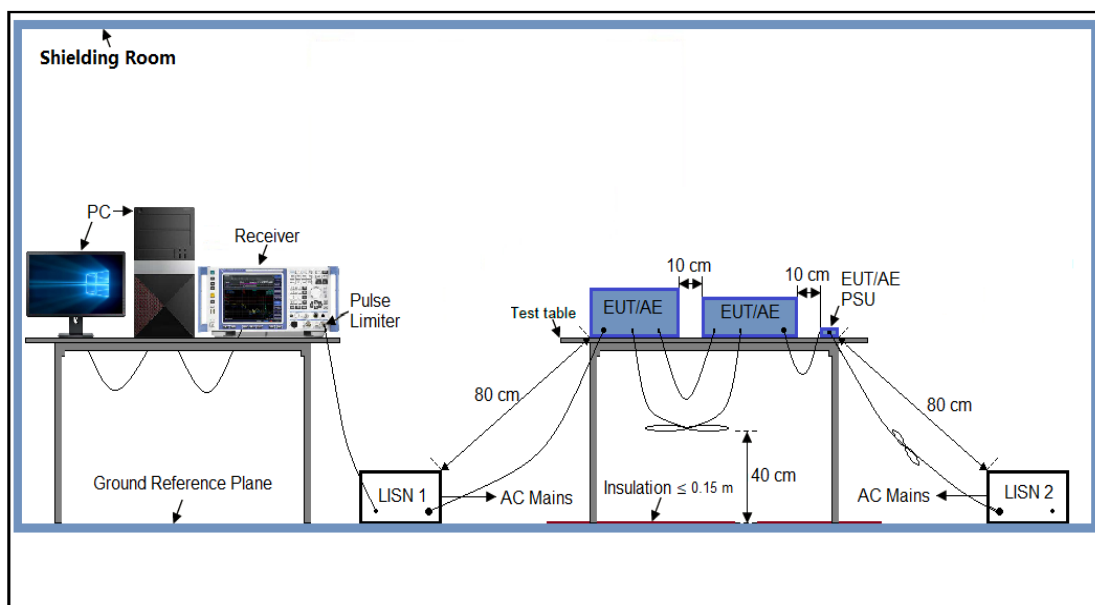 Shielding Room
PC
Receiver
Pulse
Limiter
10 cm
10 cm
EUT/AE
PSU
Test table
EUT/AE
EUT/AE
80 cm
80 cm
40 cm
Ground Reference Plane
LISN 1
AC Mains
Insulation ≤ 0.15 m
AC Mains
LISN 2